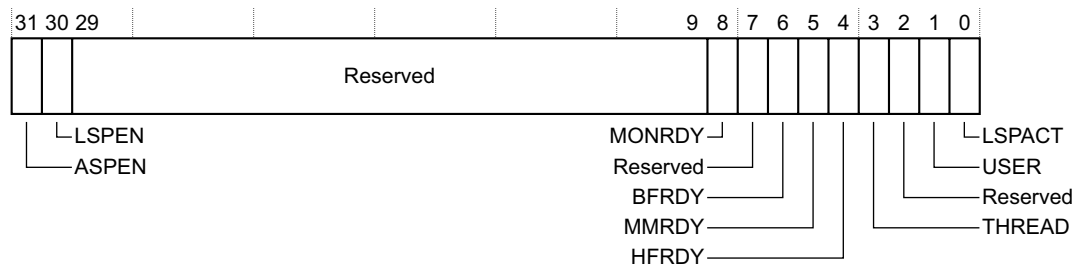 31 30 29 9 8 7 6 5 4 3 2 1 0
Reserved
LSPEN MONRDY LSPACT
ASPEN Reserved USER
BFRDY Reserved
MMRDY THREAD
HFRDY